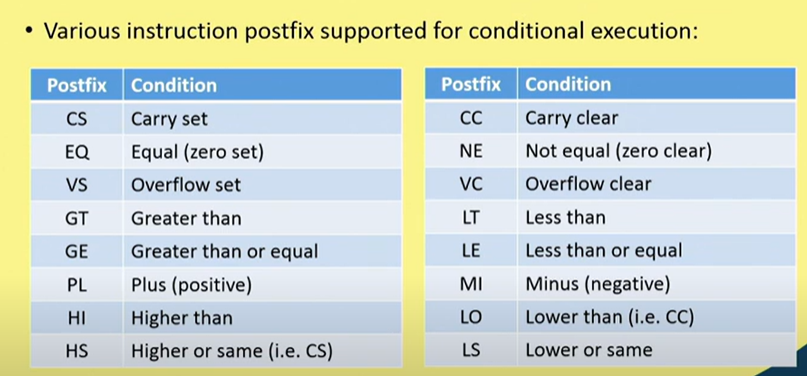 • Various instruction postfix supported for conditional execution:
Postfix Condition
CS Carry set
EQ Equal (zero set)
VS Overflow set
GT Greater than
GE Greater than or equal
PL Plus (positive)
HI Higher than
HS Higher or same (i.e. CS)
Postfix Condition
CC Carry clear
NE Not equal (zero clear)
VC Overflow clear
LT Less than
LE Less than or equal
MI Minus (negative)
LO Lower than (i.e. CC)
LS Lower or same